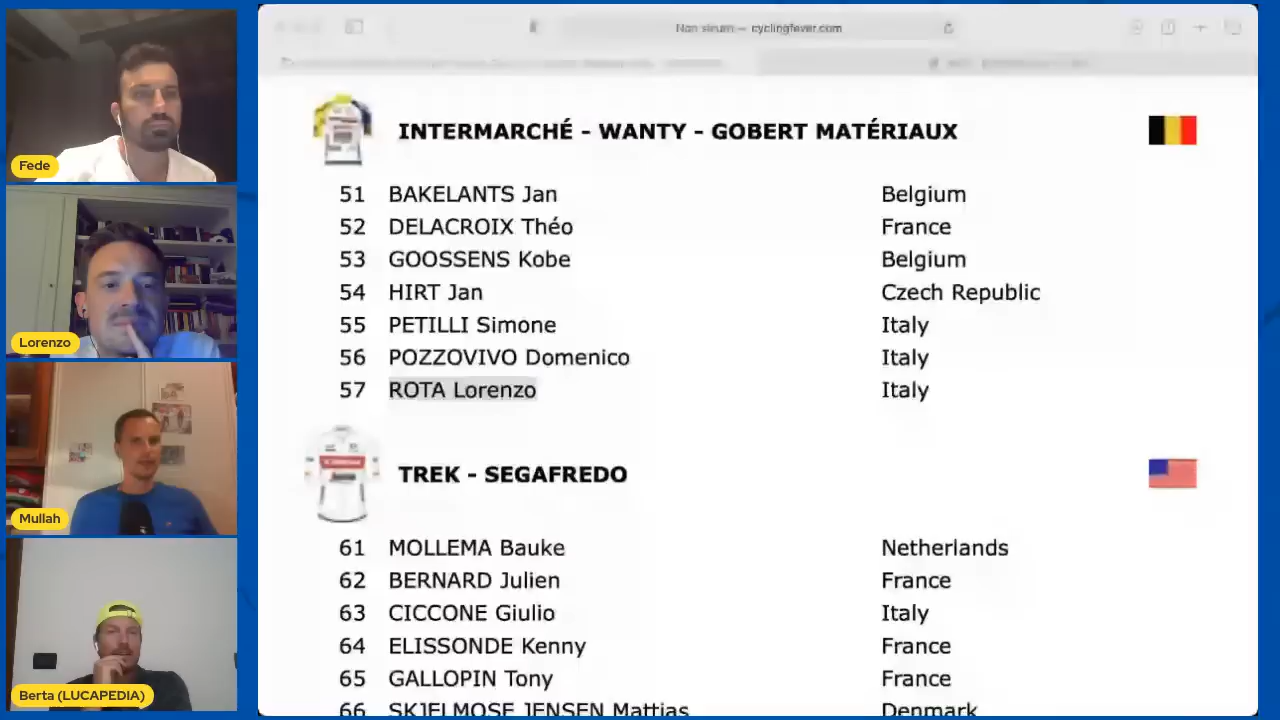 Fede
Lorenzo
Mullah
Berta (LUCAPEDIA)
Non sicuro — cyclingfever.com
INTERMARCHÉ - WANTY - GOBERT MATÉRIAUX
51 BAKELANTS Jan Belgium
52 DELACROIX Théo France
53 GOOSSENS Kobe Belgium
54 HIRT Jan Czech Republic
55 PETILLI Simone Italy
56 POZZOVIVO Domenico Italy
57 ROTA Lorenzo Italy
TREK - SEGAFREDO
61 MOLLEMA Bauke Netherlands
62 BERNARD Julien France
63 CICCONE Giulio Italy
64 ELISSONDE Kenny France
65 GALLOPIN Tony France
66 SKJELMOSE JENSEN Mattias Denmark